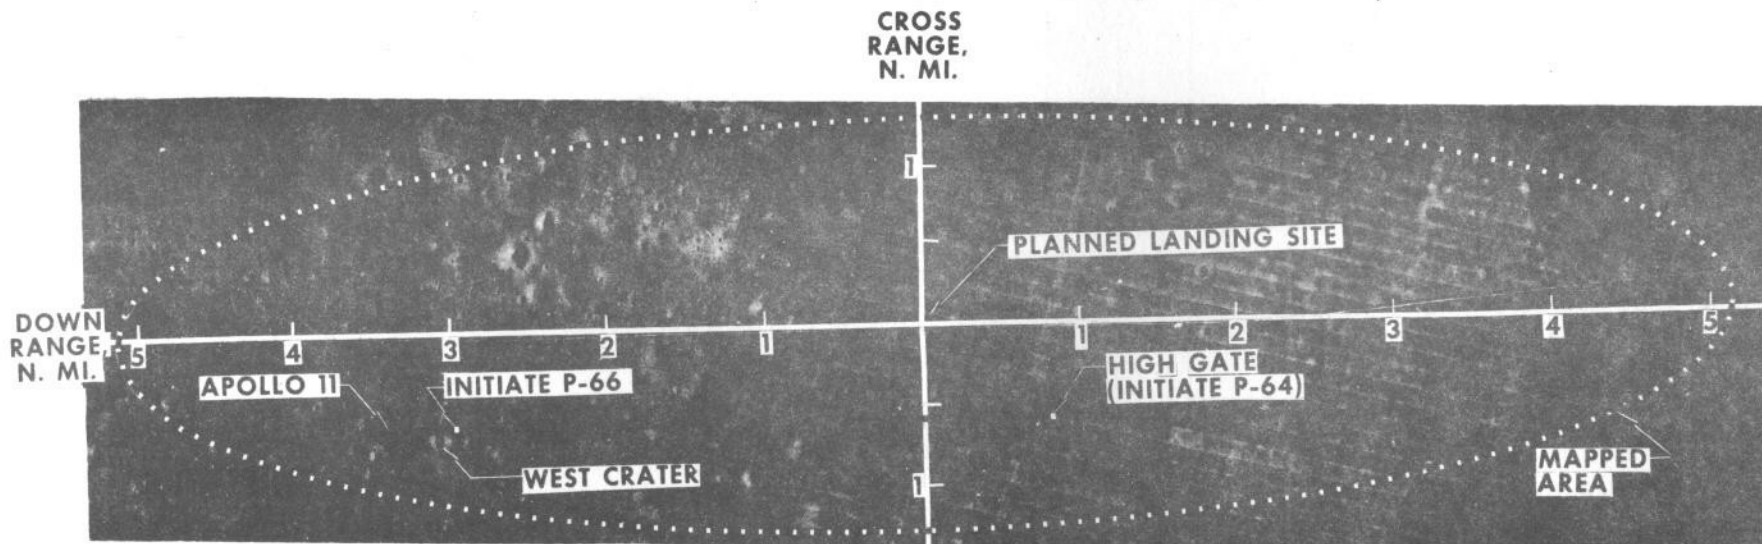 CROSS
RANGE,
N. MI.
1
PLANNED LANDING SITE
DOWN
RANGE,
N. MI.
5
4
3
2
1
1
2
3
4
5
APOLLO 11
INITIATE P-66
HIGH GATE
(INITIATE P-64)
WEST CRATER
1
MAPPED
AREA